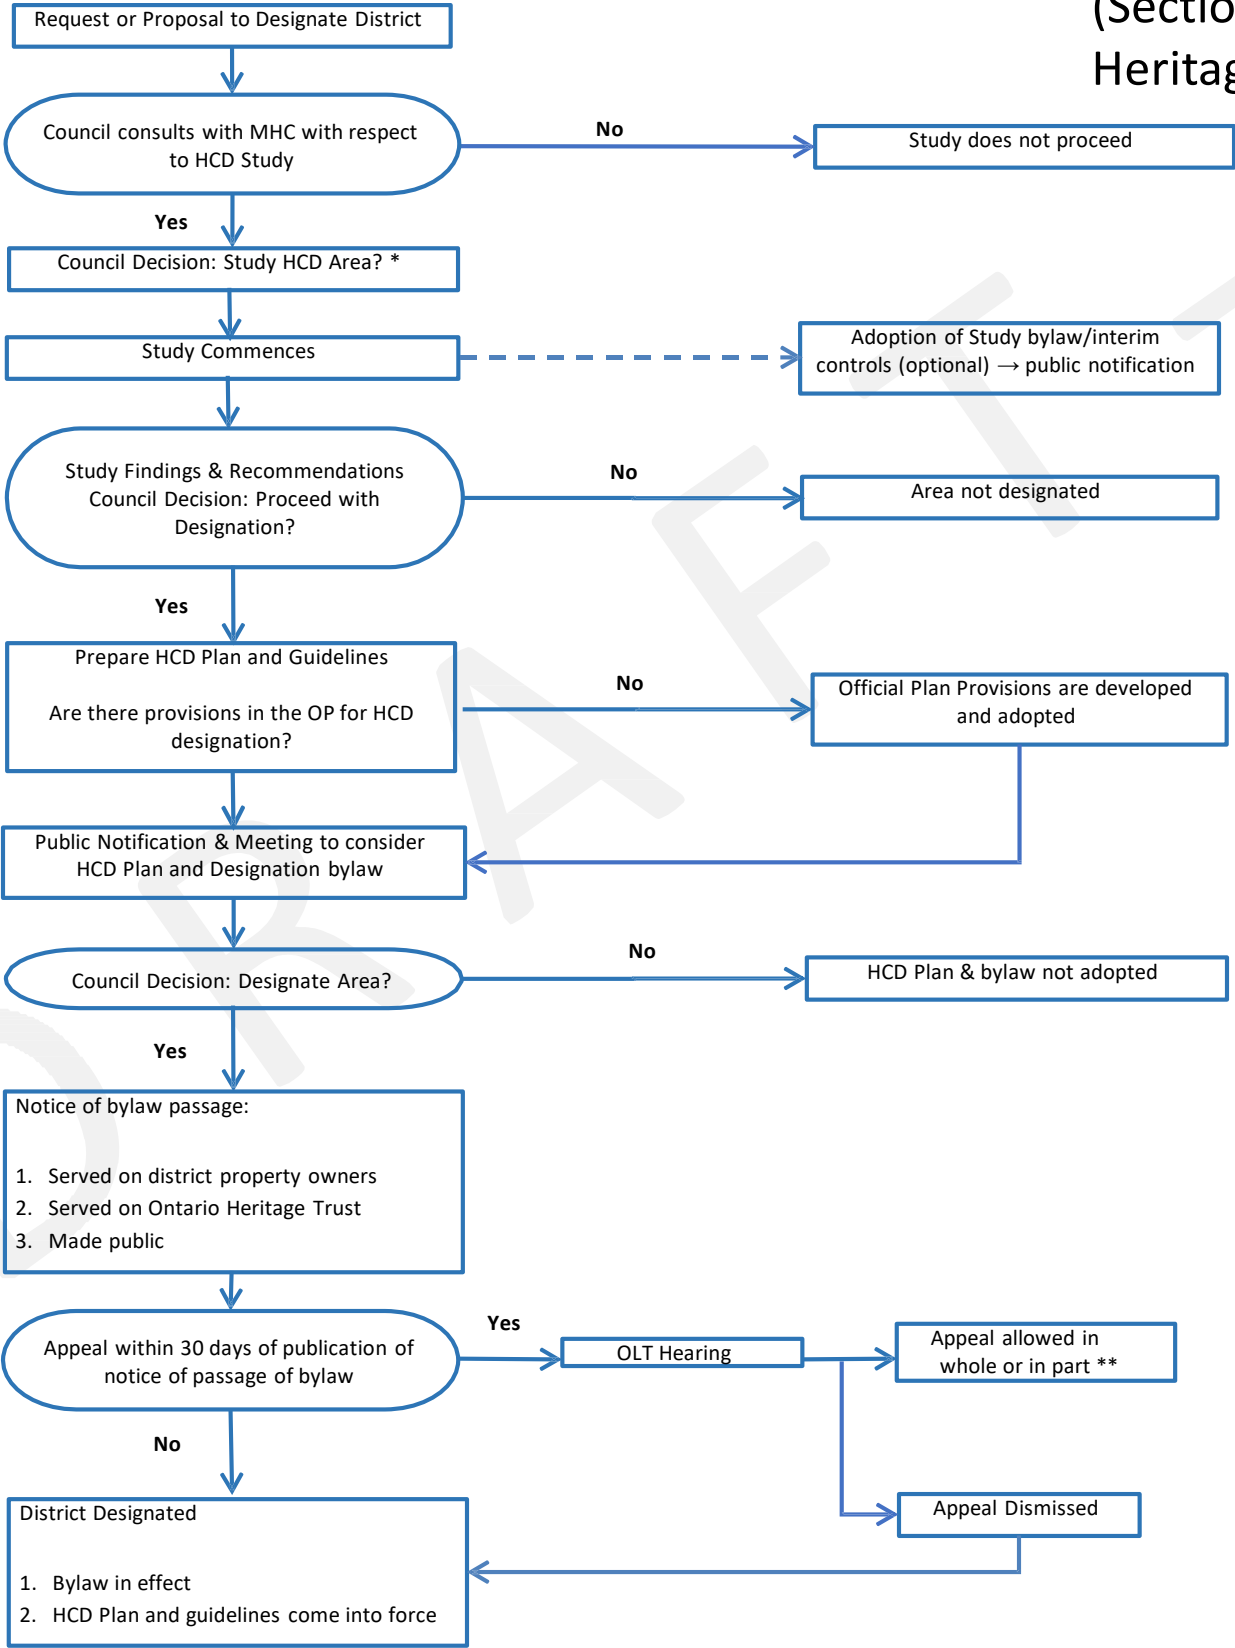 (Sectio
Heritag
Request or Proposal to Designate District
Council consults with MHC with respect
to HCD Study
No
Study does not proceed
Yes
Council Decision: Study HCD Area? *
Study Commences
Adoption of Study bylaw/interim
controls (optional) → public notification
Study Findings & Recommendations
Council Decision: Proceed with
Designation?
No
Area not designated
Yes
Prepare HCD Plan and Guidelines
Are there provisions in the OP for HCD
designation?
No
Official Plan Provisions are developed
and adopted
Public Notification & Meeting to consider
HCD Plan and Designation bylaw
Council Decision: Designate Area?
No
HCD Plan & bylaw not adopted
Yes
Notice of bylaw passage:
1. Served on district property owners
2. Served on Ontario Heritage Trust
3. Made public
Appeal within 30 days of publication of
notice of passage of bylaw
Yes
OLT Hearing
Appeal allowed in
whole or in part **
No
Appeal Dismissed
District Designated
1. Bylaw in effect
2. HCD Plan and guidelines come into force
DRAFT -